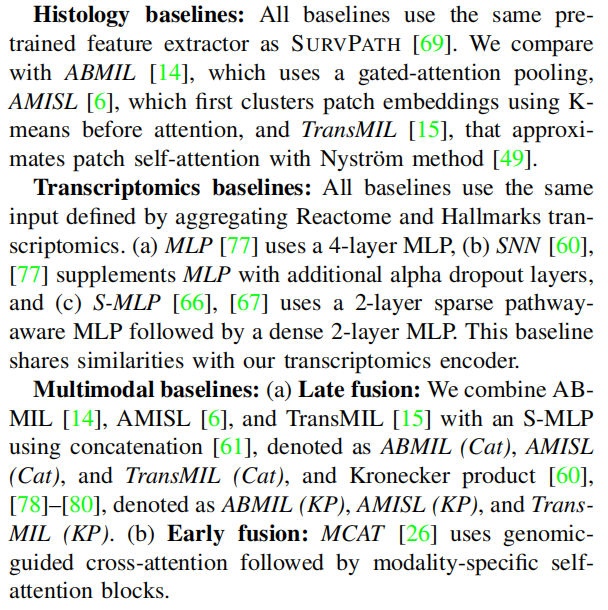 Histology baselines: All baselines use the same pre-
trained feature extractor as SURVPATH [69]. We compare
with ABMIL [14], which uses a gated-attention pooling,
AMISL [6], which first clusters patch embeddings using K-
means before attention, and TransMIL [15], that approxi-
mates patch self-attention with Nyström method [49].
Transcriptomics baselines: All baselines use the same
input defined by aggregating Reactome and Hallmarks tran-
scriptomics. (a) MLP [77] uses a 4-layer MLP, (b) SNN [60],
[77] supplements MLP with additional alpha dropout layers,
and (c) S-MLP [66], [67] uses a 2-layer sparse pathway-
aware MLP followed by a dense 2-layer MLP. This baseline
shares similarities with our transcriptomics encoder.
Multimodal baselines: (a) Late fusion: We combine AB-
MIL [14], AMISL [6], and TransMIL [15] with an S-MLP
using concatenation [61], denoted as ABMIL (Cat), AMISL
(Cat), and TransMIL (Cat), and Kronecker product [60],
[78]–[80], denoted as ABMIL (KP), AMISL (KP), and Trans-
MIL (KP). (b) Early fusion: MCAT [26] uses genomic-
guided cross-attention followed by modality-specific self-
attention blocks.